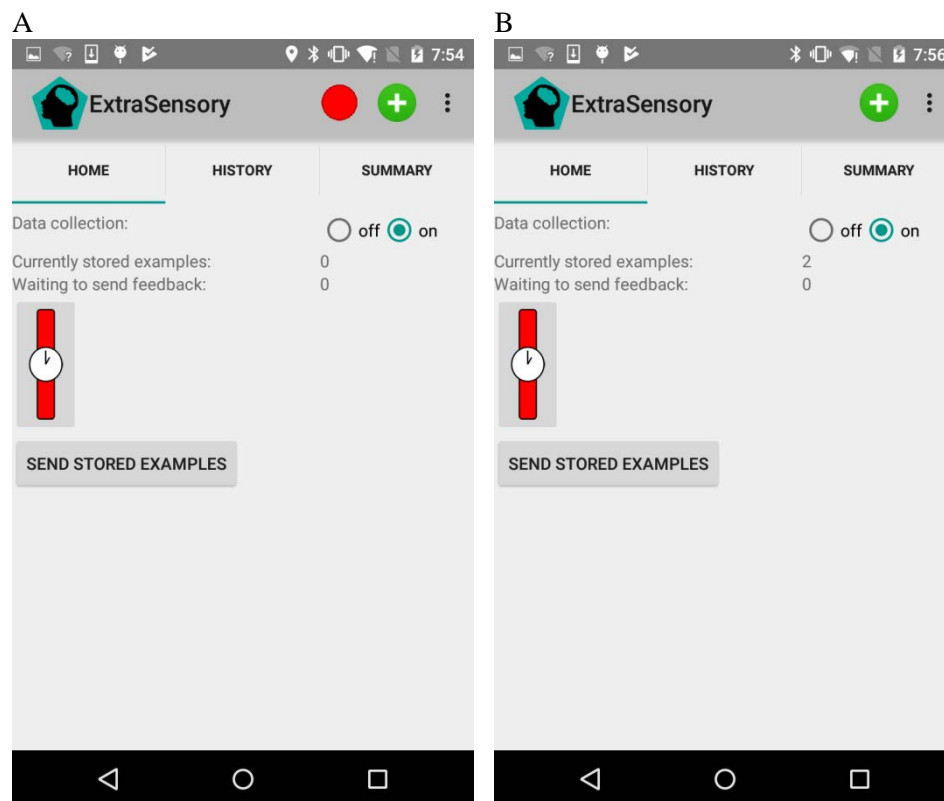 A
7:54
ExtraSensory
HOME HISTORY SUMMARY
Data collection: off on
Currently stored examples: 0
Waiting to send feedback: 0
SEND STORED EXAMPLES
B
7:56
ExtraSensory
HOME HISTORY SUMMARY
Data collection: off on
Currently stored examples: 2
Waiting to send feedback: 0
SEND STORED EXAMPLES